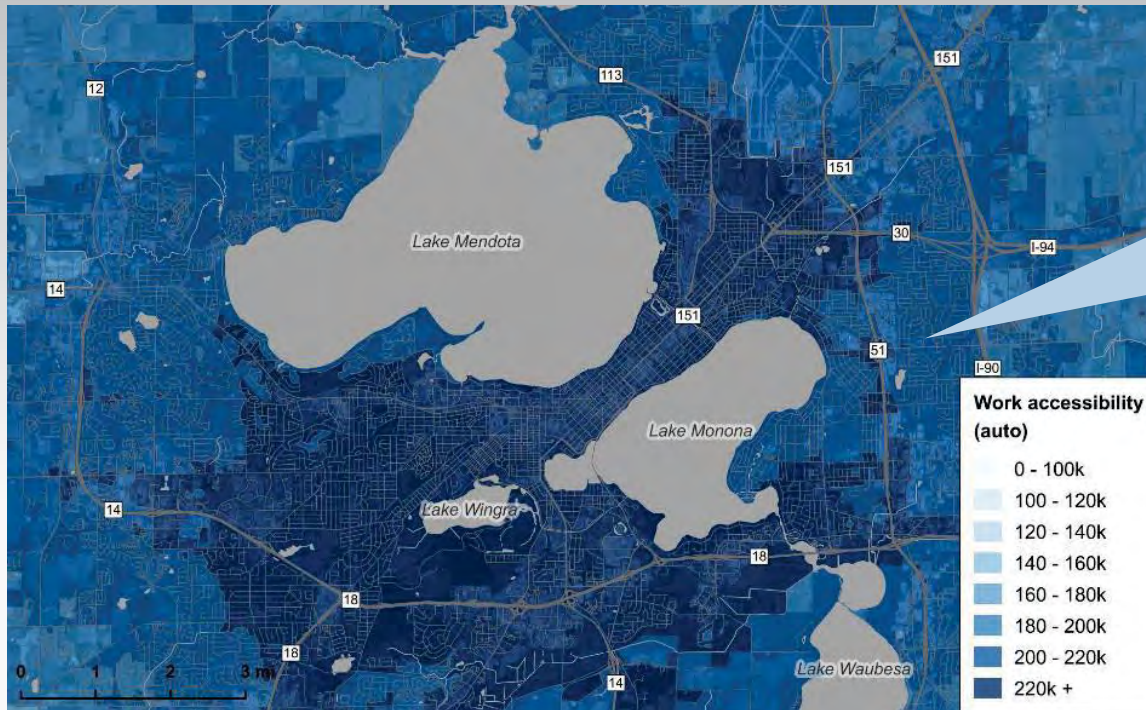 151
12
113
151
Lake Mendota
30
I-94
14
151
51
I-90
Lake Monona
Lake Wingra
14
18
18
18
14
Lake Waubesa
0 1 2 3 mi
Work accessibility
(auto)
0 - 100k
100 - 120k
120 - 140k
140 - 160k
160 - 180k
180 - 200k
200 - 220k
220k +